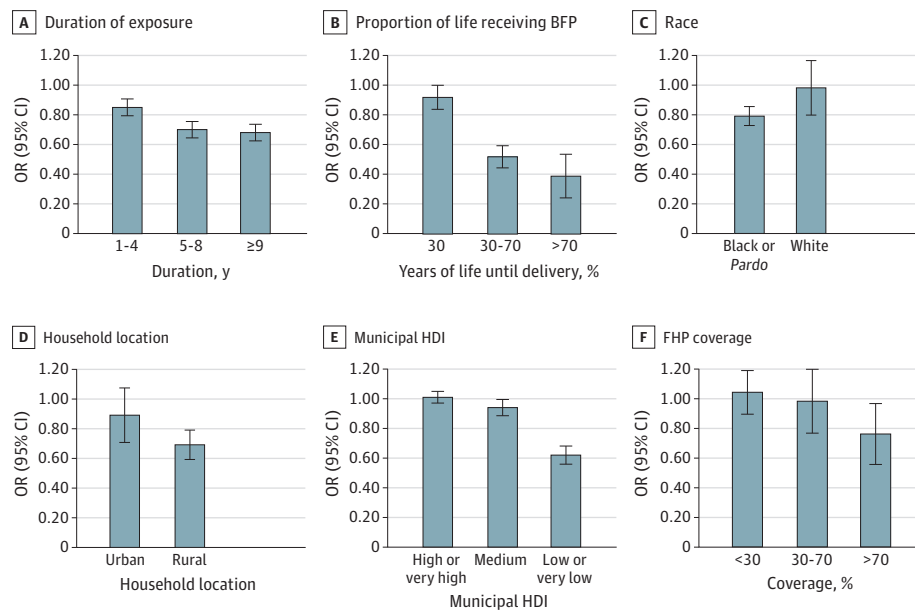 A Duration of exposure
OR (95% CI)
1.20
1.00
0.80
0.60
0.40
0.20
0
1-4 5-8 ≥9
Duration, y
B Proportion of life receiving BFP
OR (95% CI)
1.20
1.00
0.80
0.60
0.40
0.20
0
30 30-70 >70
Years of life until delivery, %
C Race
OR (95% CI)
1.20
1.00
0.80
0.60
0.40
0.20
0
Black or White
Pardo
D Household location
OR (95% CI)
1.20
1.00
0.80
0.60
0.40
0.20
0
Urban Rural
Household location
E Municipal HDI
OR (95% CI)
1.20
1.00
0.80
0.60
0.40
0.20
0
High or Medium Low or
very high very low
Municipal HDI
F FHP coverage
OR (95% CI)
1.20
1.00
0.80
0.60
0.40
0.20
0
<30 30-70 >70
Coverage, %